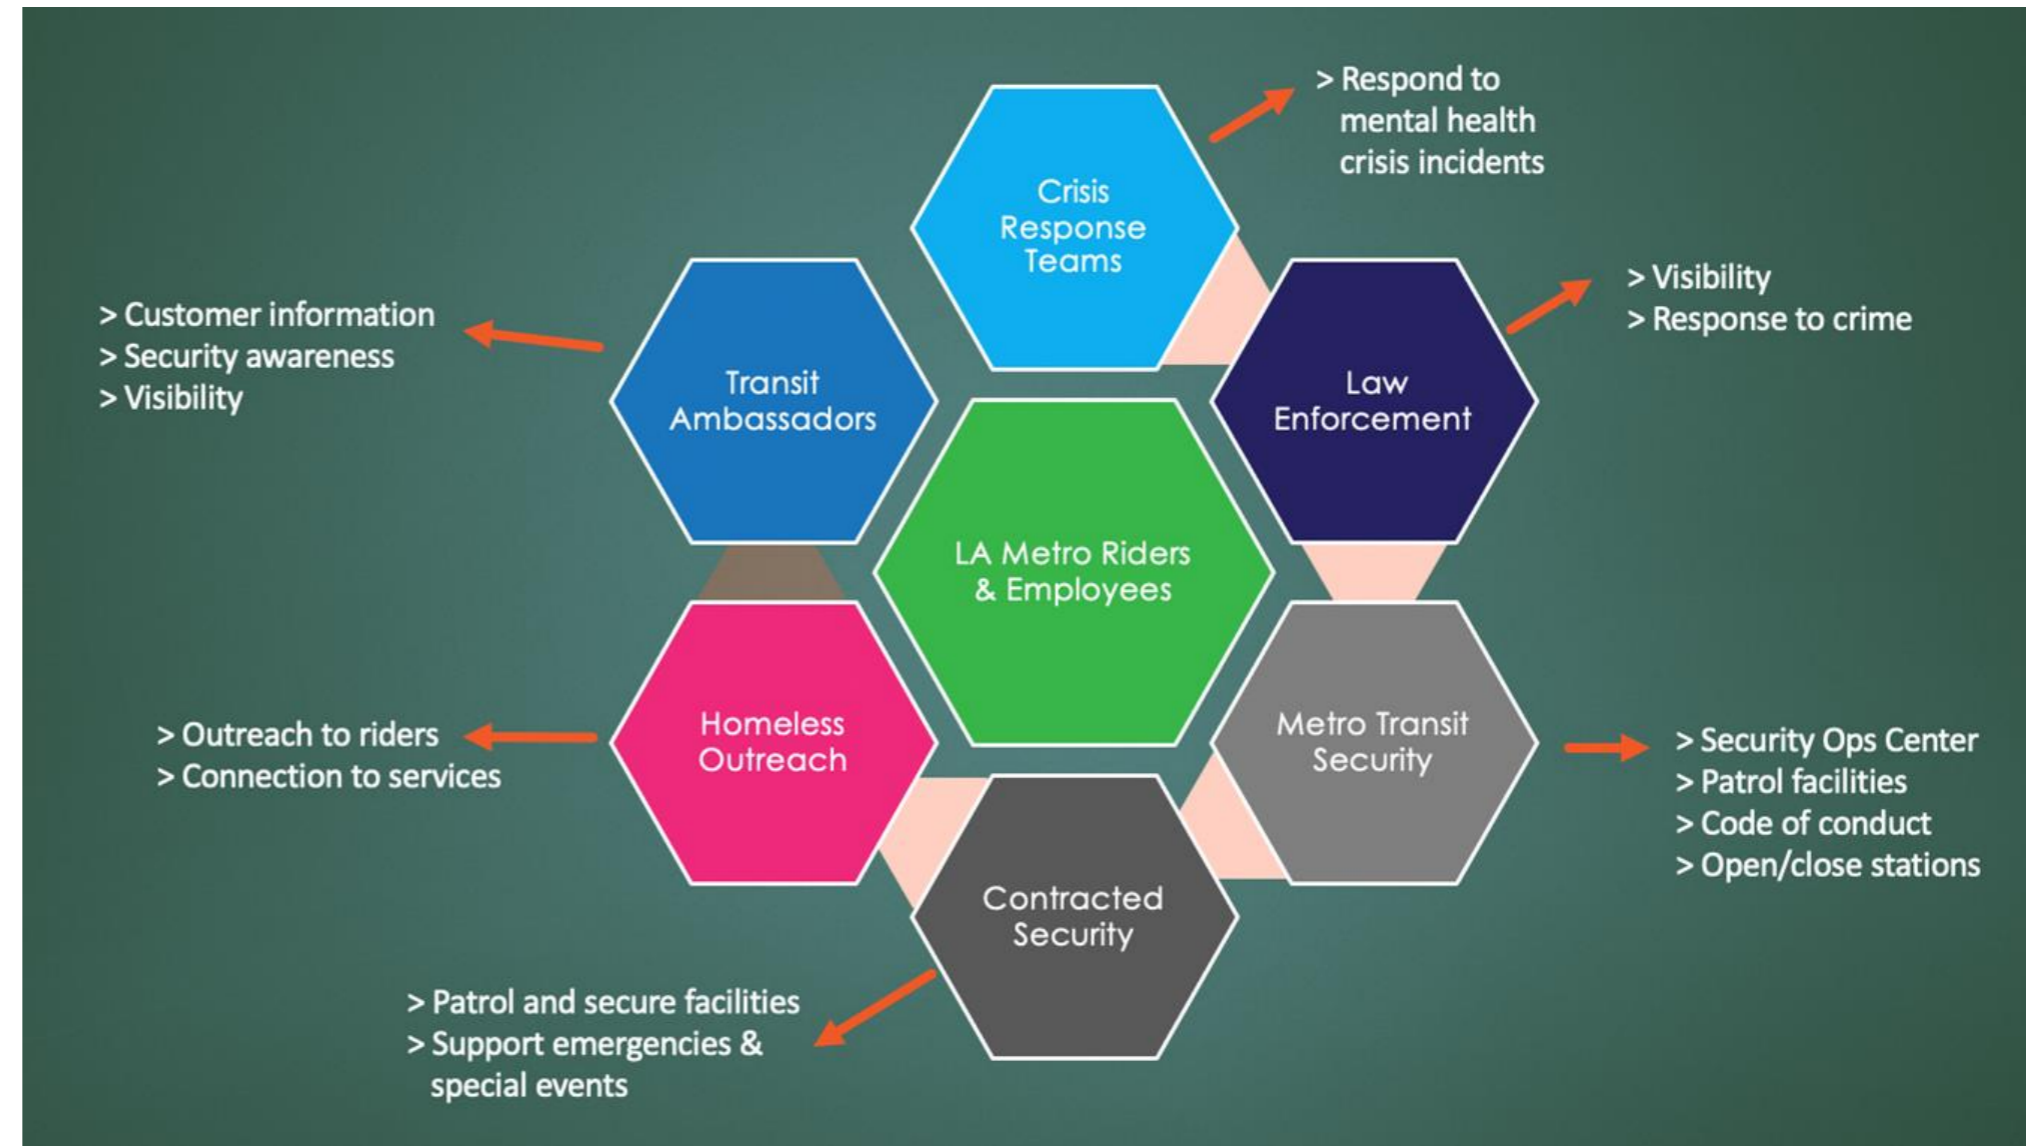 > Respond to
mental health
crisis incidents
Crisis
Response
Teams
> Visibility
> Response to crime
> Customer information
> Security awareness
> Visibility
Transit
Ambassadors
Law
Enforcement
LA Metro Riders
& Employees
Homeless
Outreach
Metro Transit
Security
> Outreach to riders
> Connection to services
> Security Ops Center
> Patrol facilities
> Code of conduct
> Open/close stations
Contracted
Security
> Patrol and secure facilities
> Support emergencies &
special events